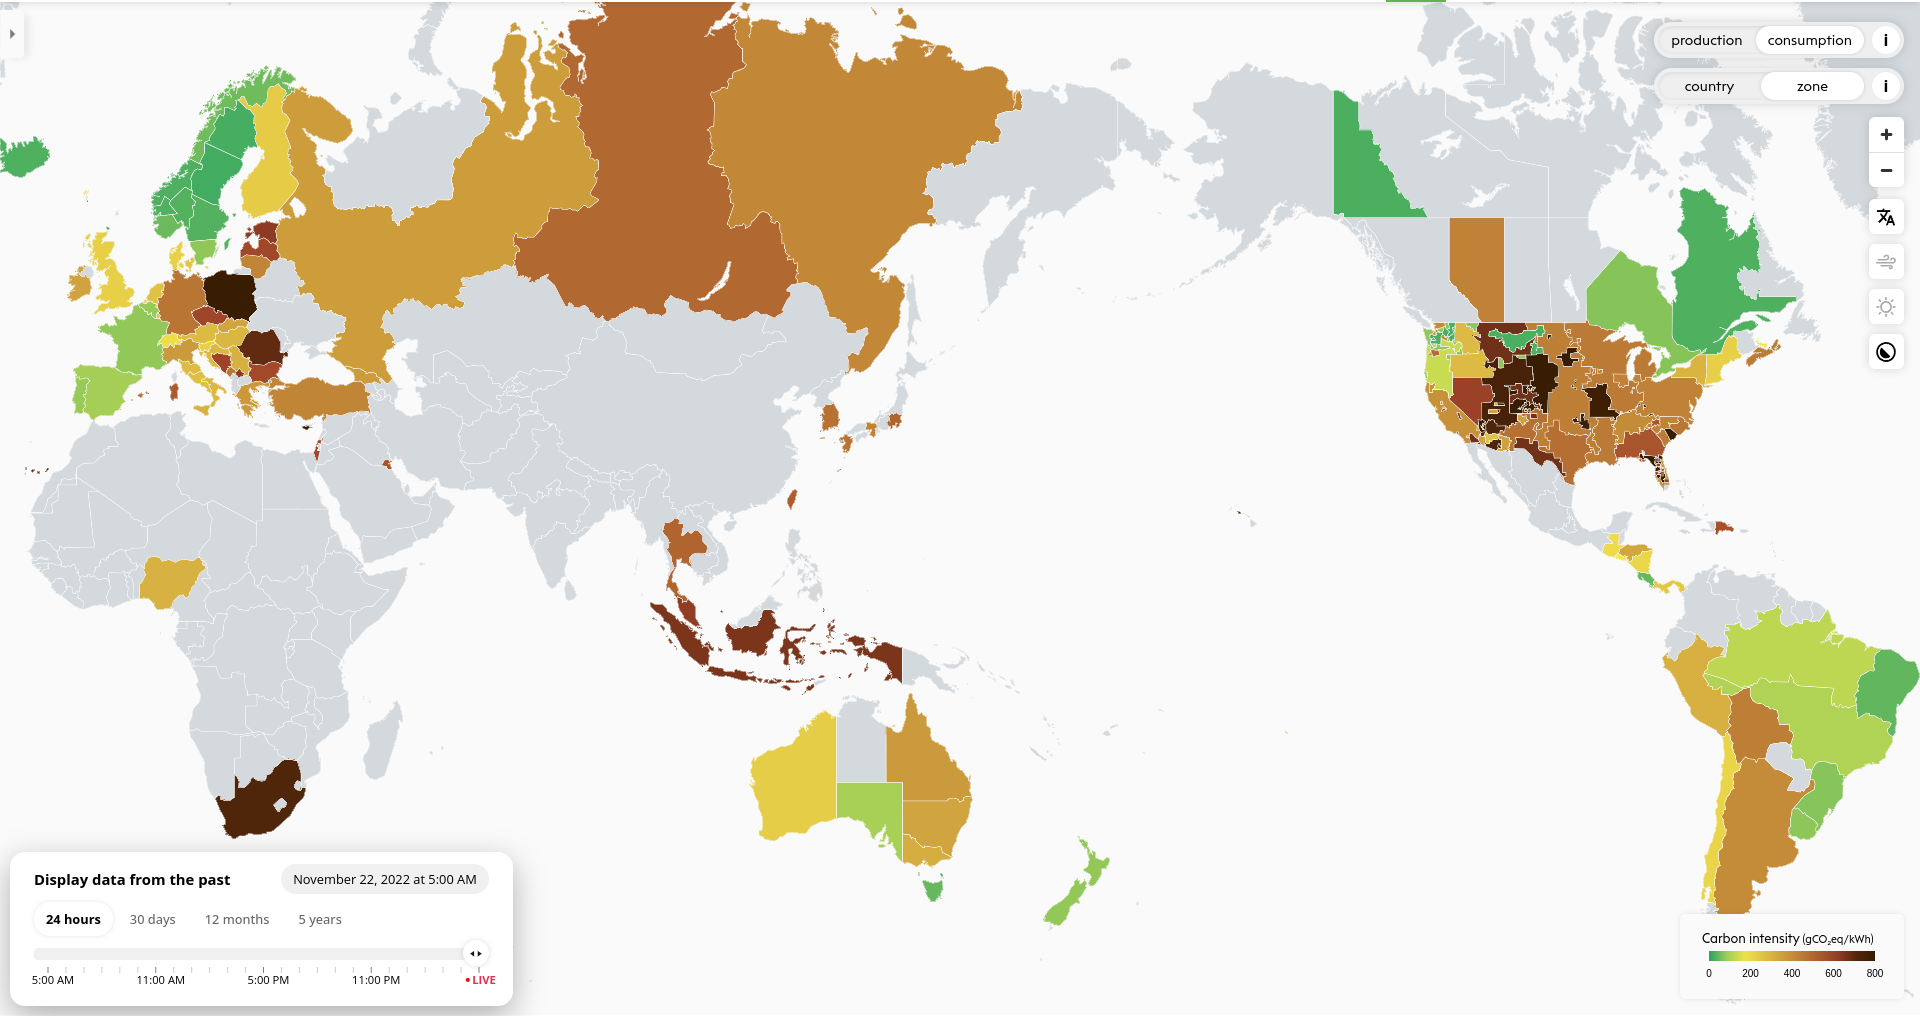 production consumption i
country zone i
Display data from the past November 22, 2022 at 5:00 AM
24 hours 30 days 12 months 5 years
5:00 AM 11:00 AM 5:00 PM 11:00 PM LIVE
Carbon intensity (gCO₂eq/kWh)
0 200 400 600 800